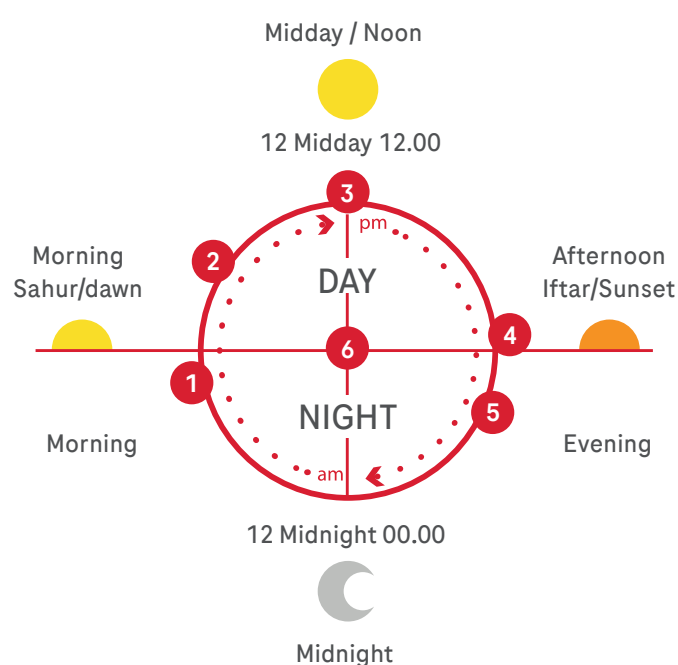 Midday / Noon
12 Midday 12.00
3
pm
2
Morning
Sahur/dawn
DAY
Afternoon
Iftar/Sunset
4
6
1
5
NIGHT
Morning
Evening
am
12 Midnight 00.00
Midnight